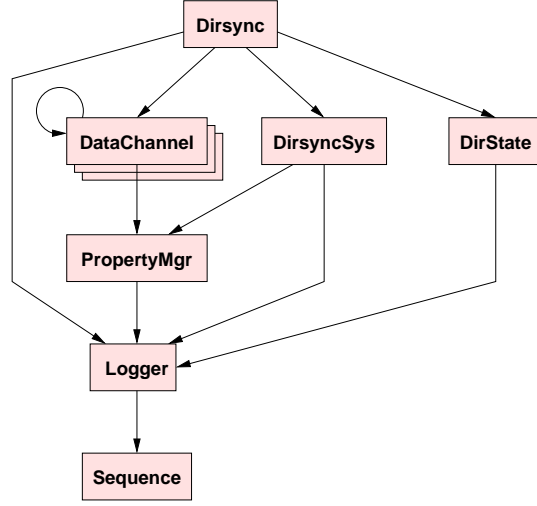 Dirsync
DataChannel
DirsyncSys
DirState
PropertyMgr
Logger
Sequence